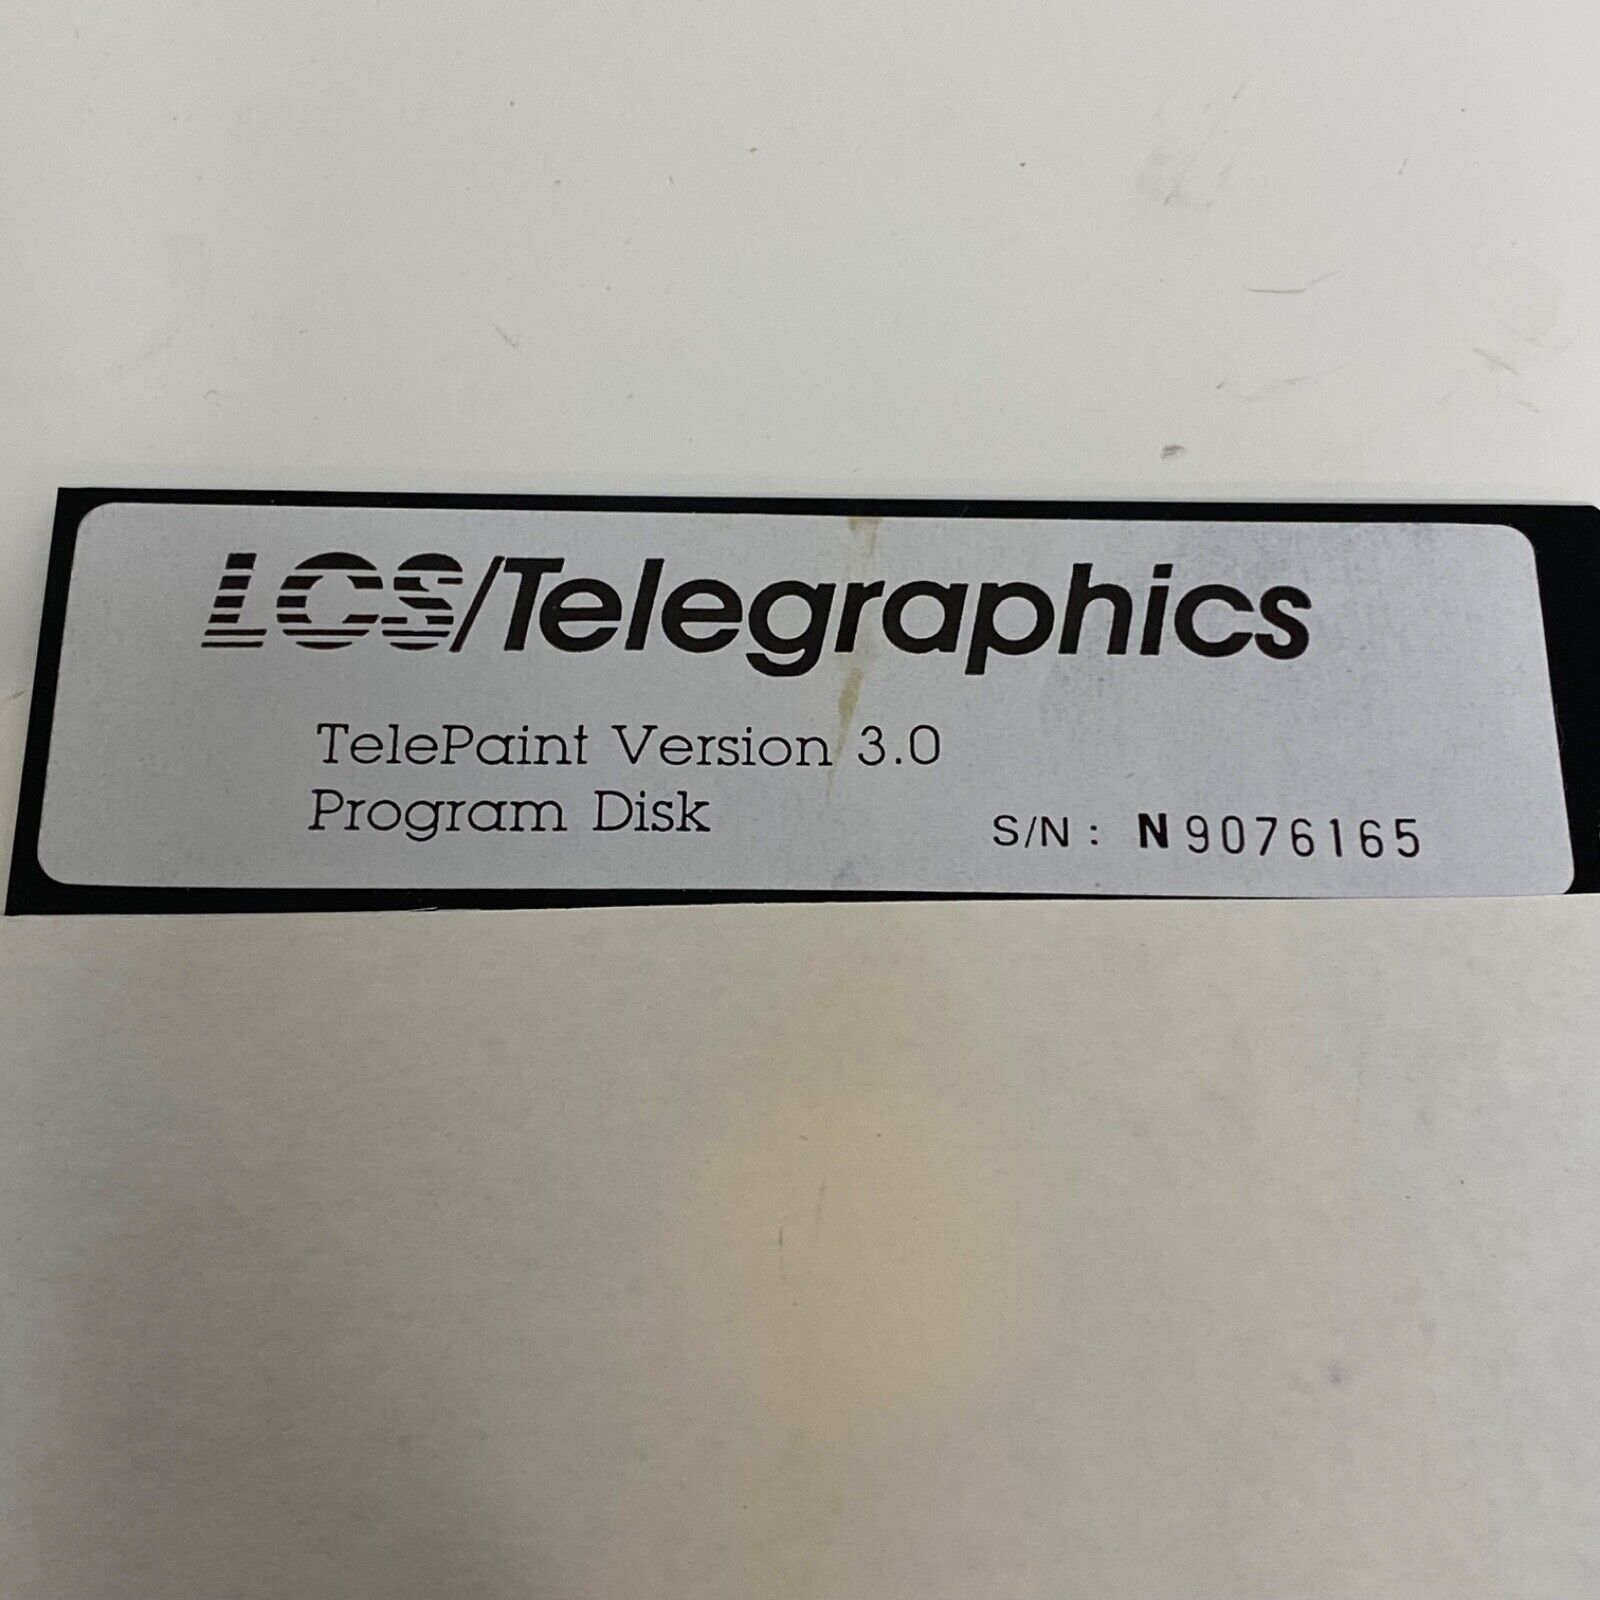 LCS/Telegraphics
TelePaint Version 3.0
Program Disk
S/N: N9076165